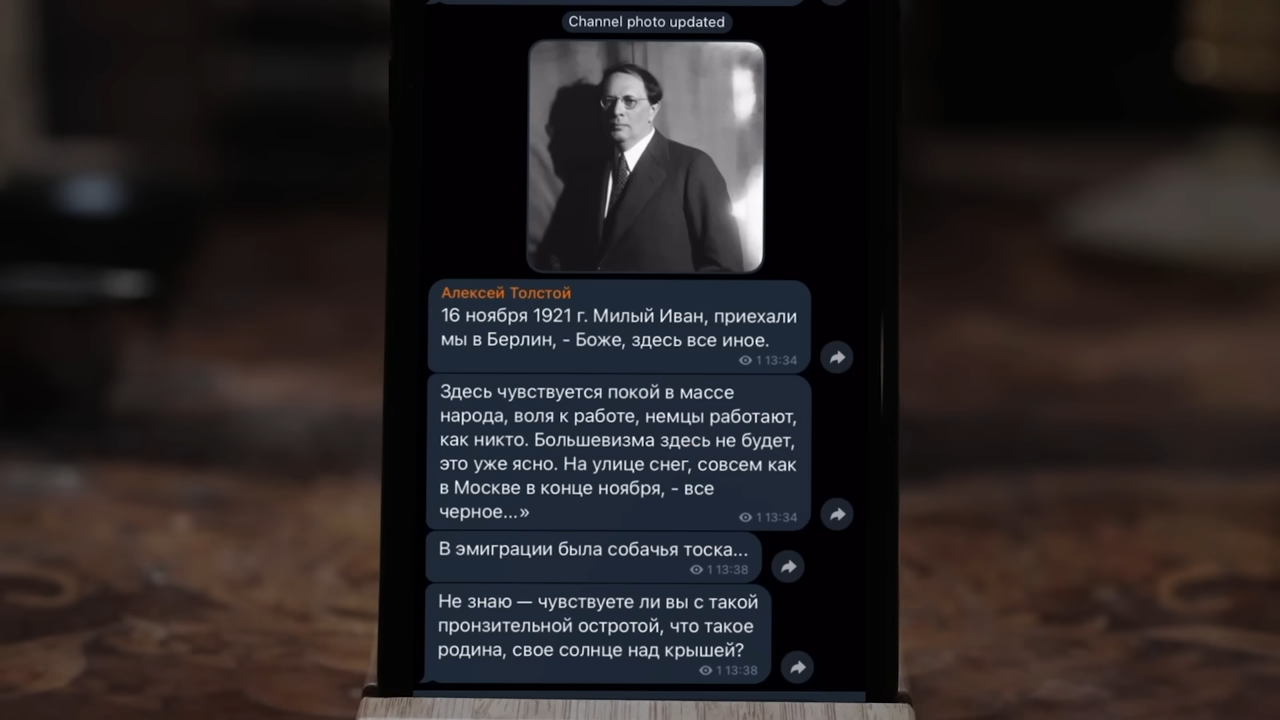 Channel photo updated
Алексей Толстой
16 ноября 1921 г. Милый Иван, приехали
мы в Берлин, - Боже, здесь все иное.
1 13:34
Здесь чувствуется покой в массе
народа, воля к работе, немцы работают,
как никто. Большевизма здесь не будет,
это уже ясно. На улице снег, совсем как
в Москве в конце ноября, - все
черное...»
1 13:34
В эмиграции была собачья тоска...
1 13:38
Не знаю — чувствуете ли вы с такой
пронзительной остротой, что такое
родина, свое солнце над крышей?
1 13:38